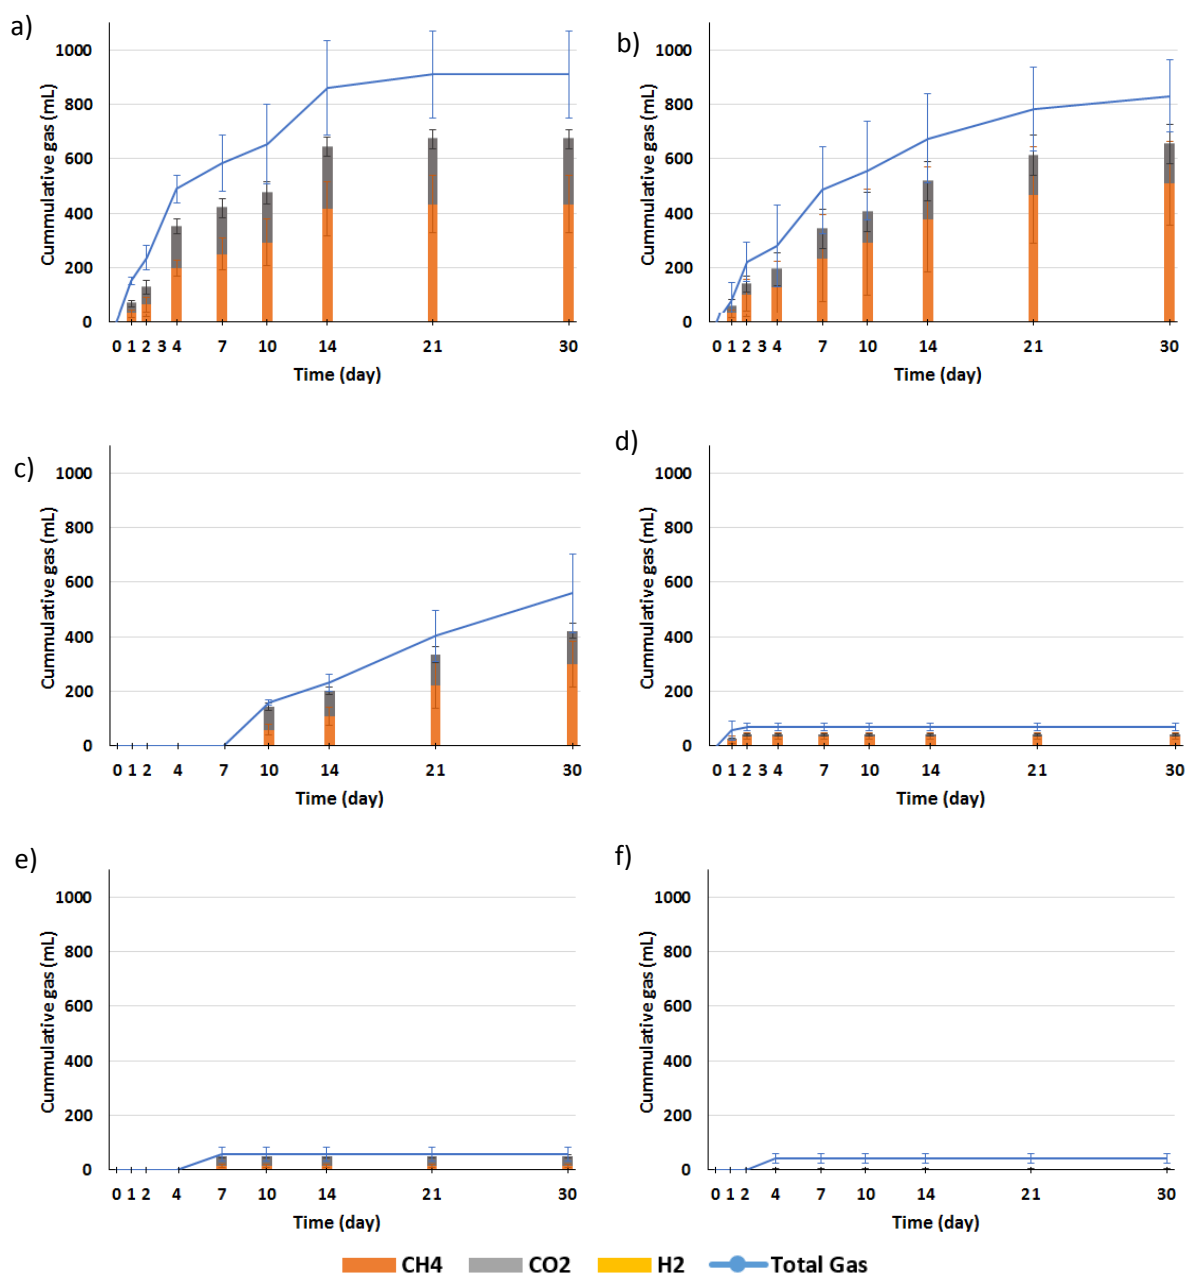 a)
1000
800
600
400
200
0
Cummulative gas (mL)
0 1 2 3 4 7 10 14 21 30
Time (day)
b)
1000
800
600
400
200
0
Cummulative gas (mL)
0 1 2 3 4 7 10 14 21 30
Time (day)
c)
1000
800
600
400
200
0
Cummulative gas (mL)
0 1 2 4 7 10 14 21 30
Time (day)
d)
1000
800
600
400
200
0
Cummulative gas (mL)
0 1 2 3 4 7 10 14 21 30
Time (day)
e)
1000
800
600
400
200
0
Cummulative gas (mL)
0 1 2 4 7 10 14 21 30
Time (day)
f)
1000
800
600
400
200
0
Cummulative gas (mL)
0 1 2 4 7 10 14 21 30
Time (day)
CH4 CO2 H2 Total Gas